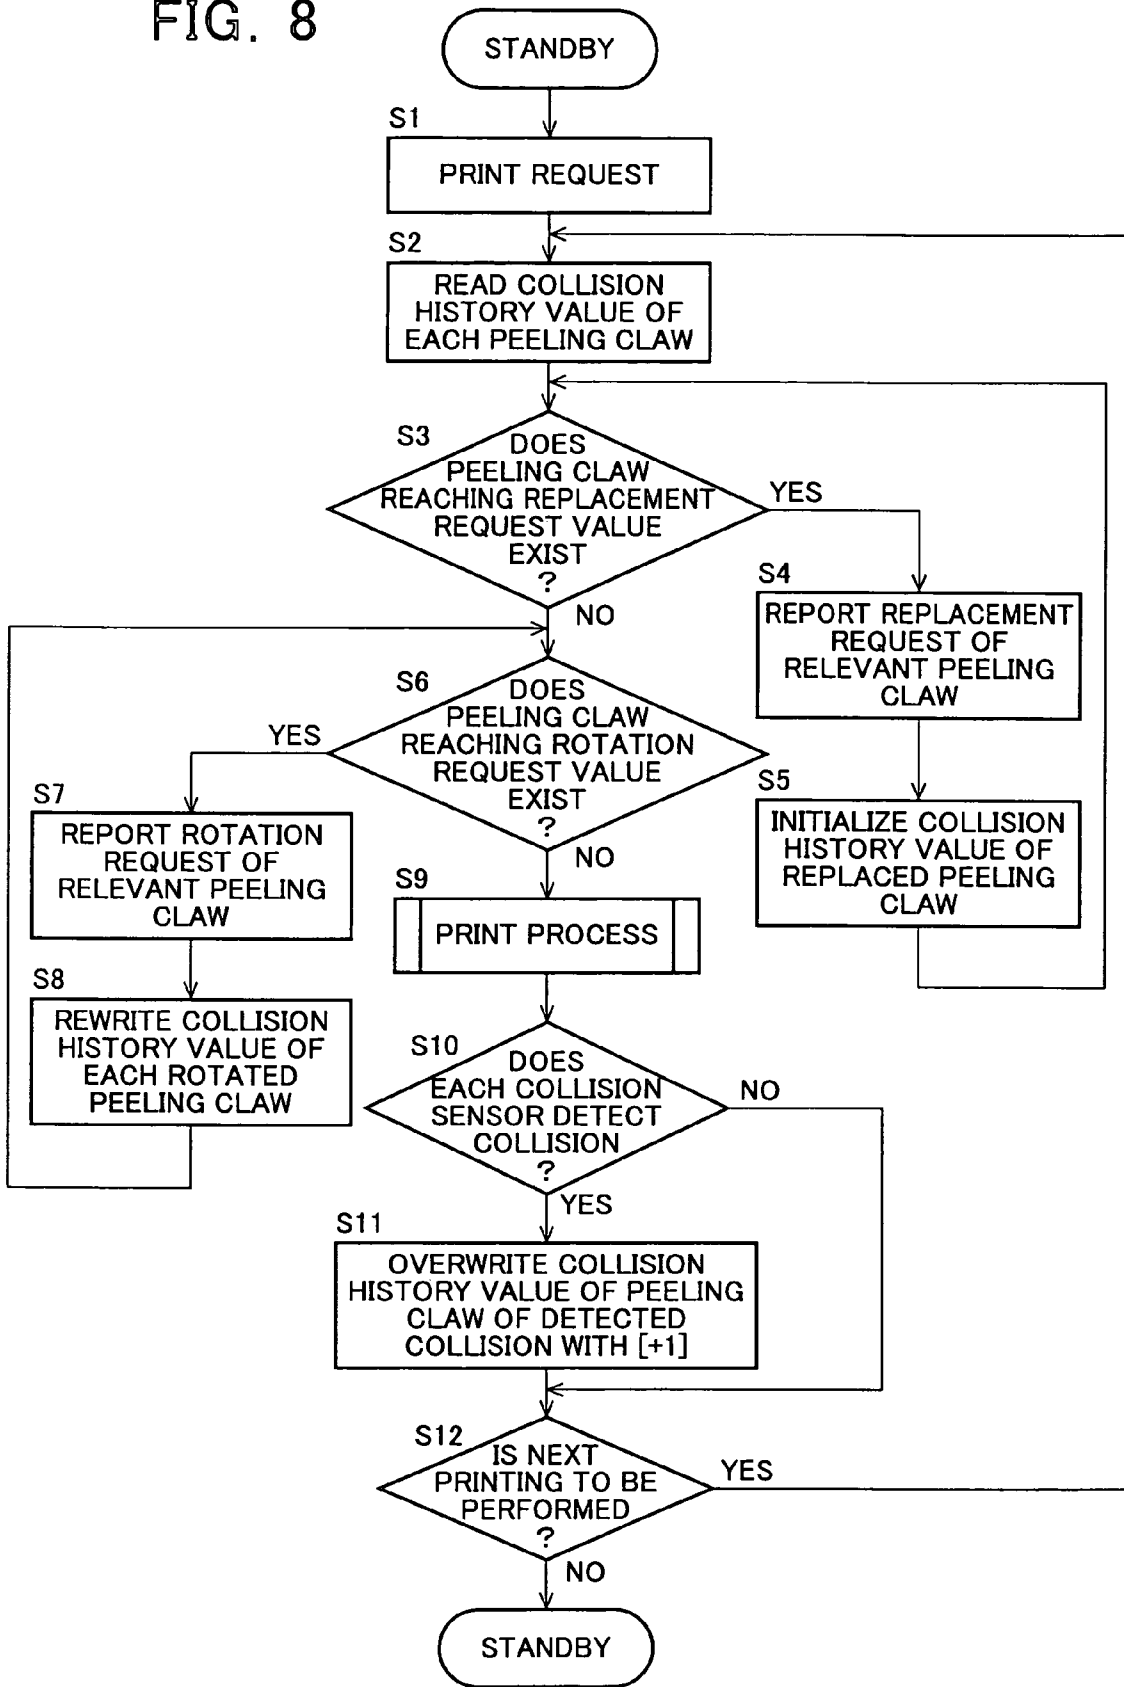 FIG. 8
STANDBY
S1
PRINT REQUEST
S2
READ COLLISION
HISTORY VALUE OF
EACH PEELING CLAW
S3
DOES
PEELING CLAW
REACHING REPLACEMENT
REQUEST VALUE
EXIST
?
YES
NO
S4
REPORT REPLACEMENT
REQUEST OF
RELEVANT PEELING
CLAW
S5
INITIALIZE COLLISION
HISTORY VALUE OF
REPLACED PEELING
CLAW
S6
DOES
PEELING CLAW
REACHING ROTATION
REQUEST VALUE
EXIST
?
YES
NO
S7
REPORT ROTATION
REQUEST OF
RELEVANT PEELING
CLAW
S8
REWRITE COLLISION
HISTORY VALUE OF
EACH ROTATED
PEELING CLAW
S9
PRINT PROCESS
S10
DOES
EACH COLLISION
SENSOR DETECT
COLLISION
?
NO
YES
S11
OVERWRITE COLLISION
HISTORY VALUE OF PEELING
CLAW OF DETECTED
COLLISION WITH [+1]
S12
IS NEXT
PRINTING TO BE
PERFORMED
?
YES
NO
STANDBY